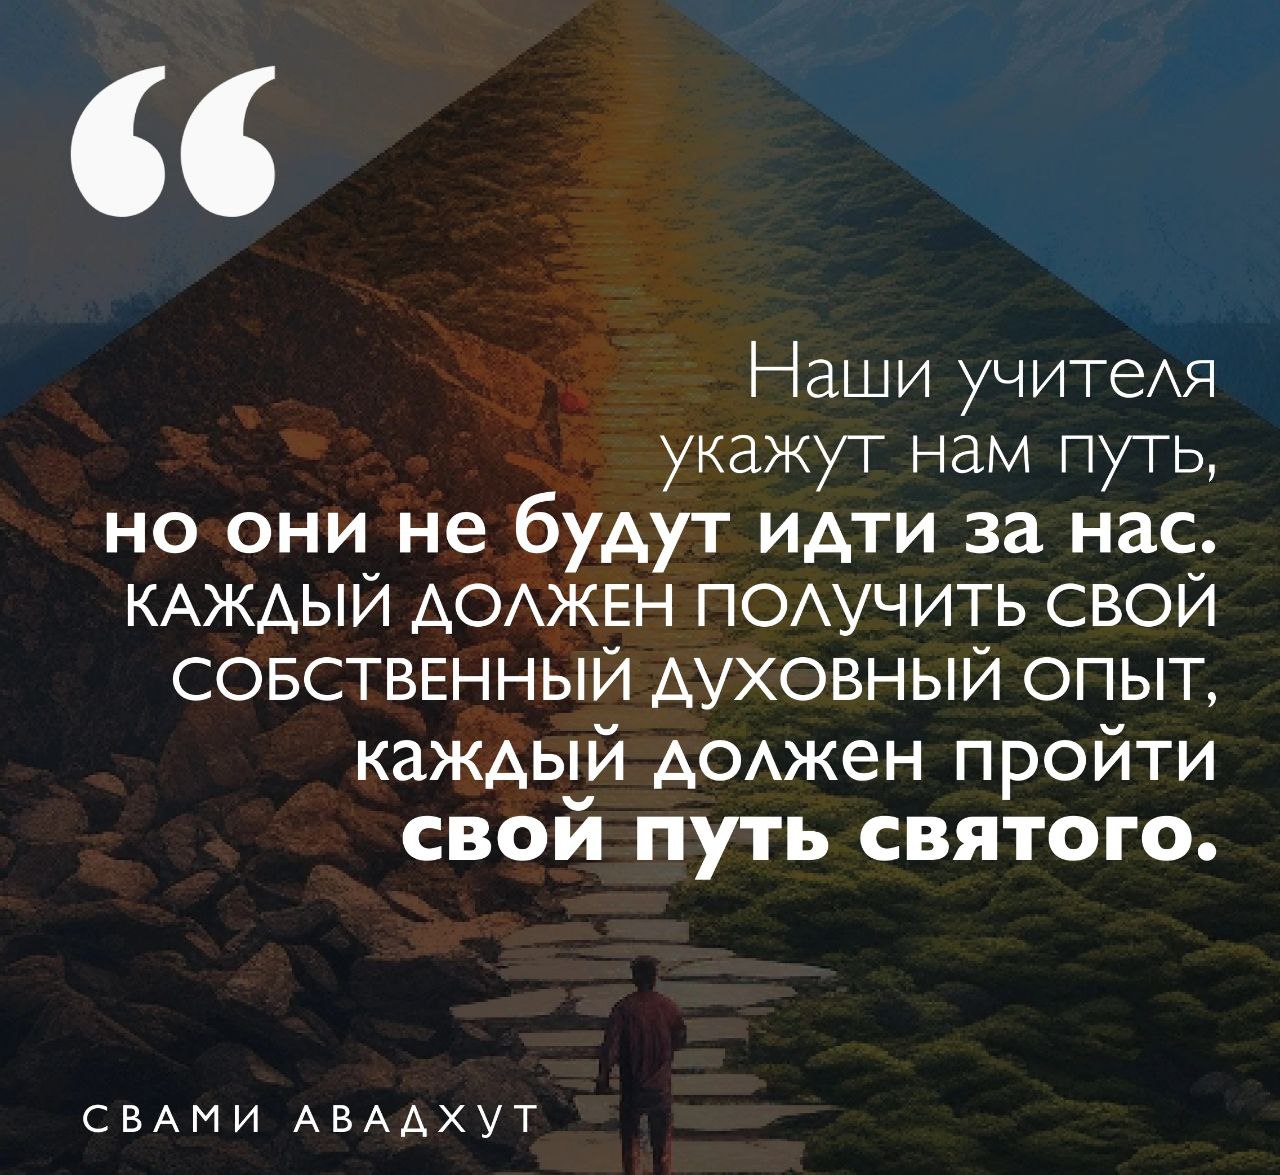 “
Наши учителя
укажут нам путь,
но они не будут идти за нас.
КАЖДЫЙ ДОЛЖЕН ПОЛУЧИТЬ СВОЙ
СОБСТВЕННЫЙ ДУХОВНЫЙ ОПЫТ,
каждый должен пройти
свой путь святого.
СВАМИ АВАДХУТ